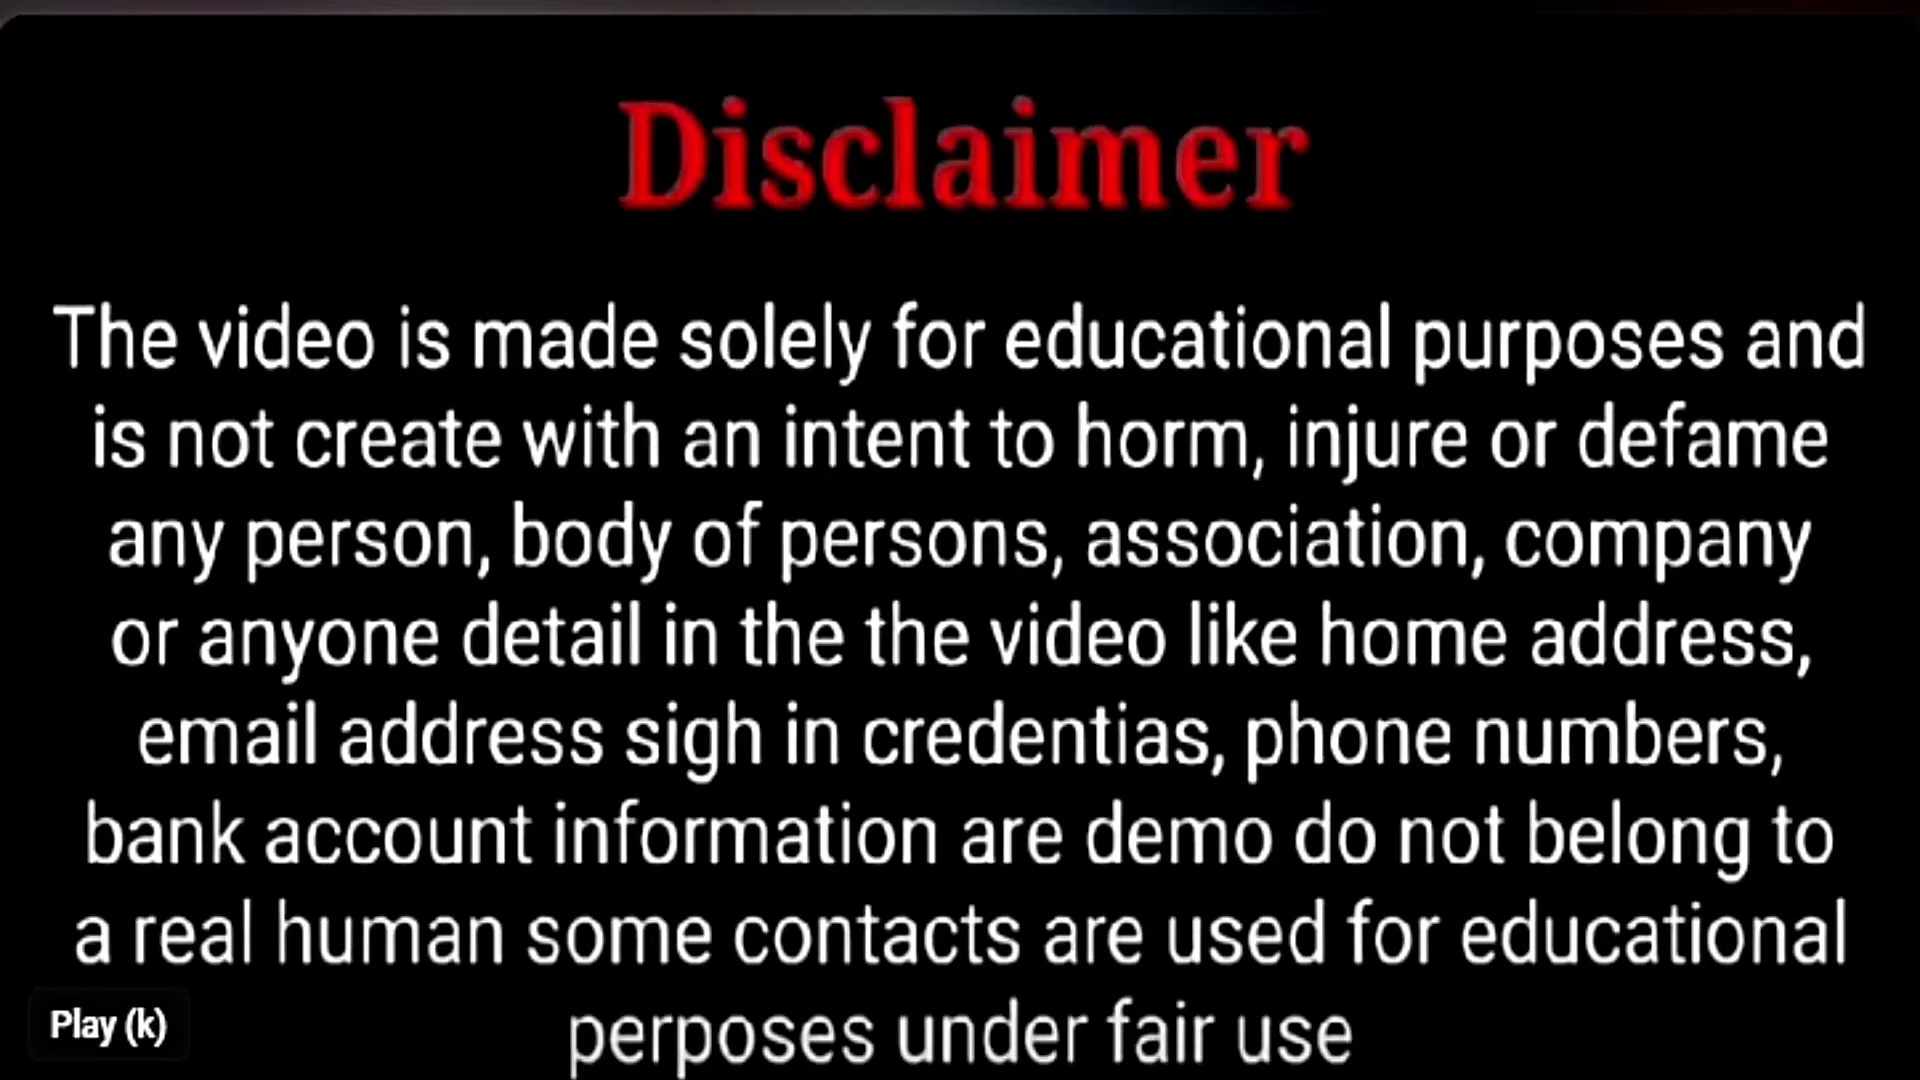 Disclaimer
The video is made solely for educational purposes and
is not create with an intent to horm, injure or defame
any person, body of persons, association, company
or anyone detail in the the video like home address,
email address sigh in credentias, phone numbers,
bank account information are demo do not belong to
a real human some contacts are used for educational
perposes under fair use
Play (k)